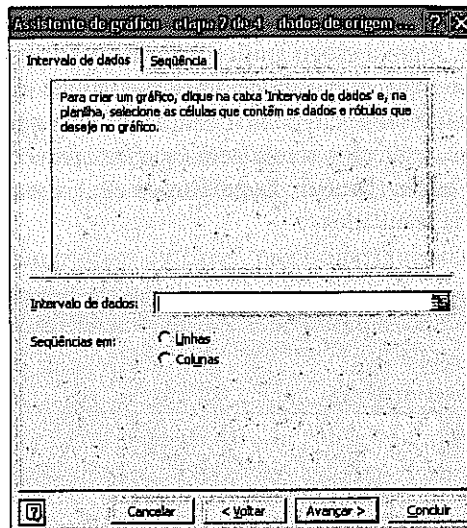 Assistente de gráfico - etapa 2 de 4 - dados de origem ... ? X
Intervalo de dados Seqüência
Para criar um gráfico, clique na caixa 'Intervalo de dados' e, na
planilha, selecione as células que contêm os dados e rótulos que
deseje no gráfico.
Intervalo de dados:
Seqüências em: Linhas
Colunas
? Cancelar < Voltar Avançar > Concluir